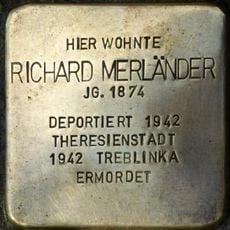 HIER WOHNTE
RICHARD MERLÄNDER
JG. 1874
DEPORTIERT 1942
THERESIENSTADT
1942 TREBLINKA
ERMORDET